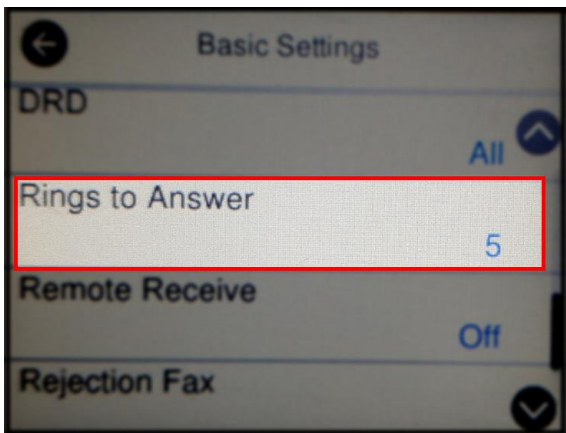 Basic Settings
DRD
All
Rings to Answer
5
Remote Receive
Off
Rejection Fax